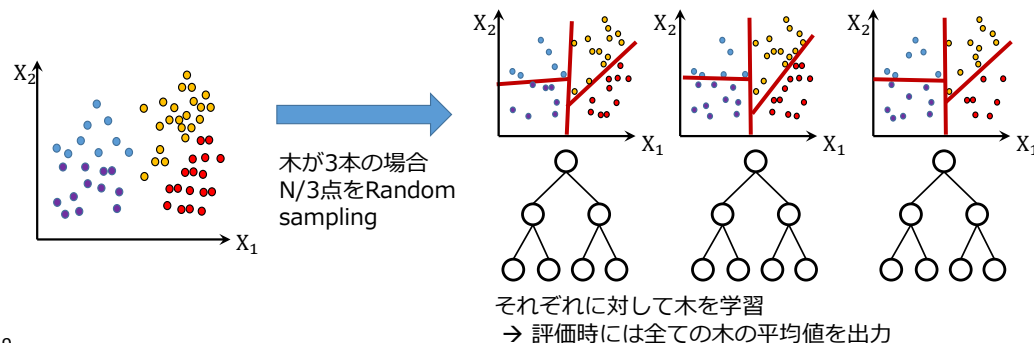 X2
X1
木が3本の場合
N/3点をRandom
sampling
X2
X1
X2
X1
X2
X1
それぞれに対して木を学習
→ 評価時には全ての木の平均値を出力